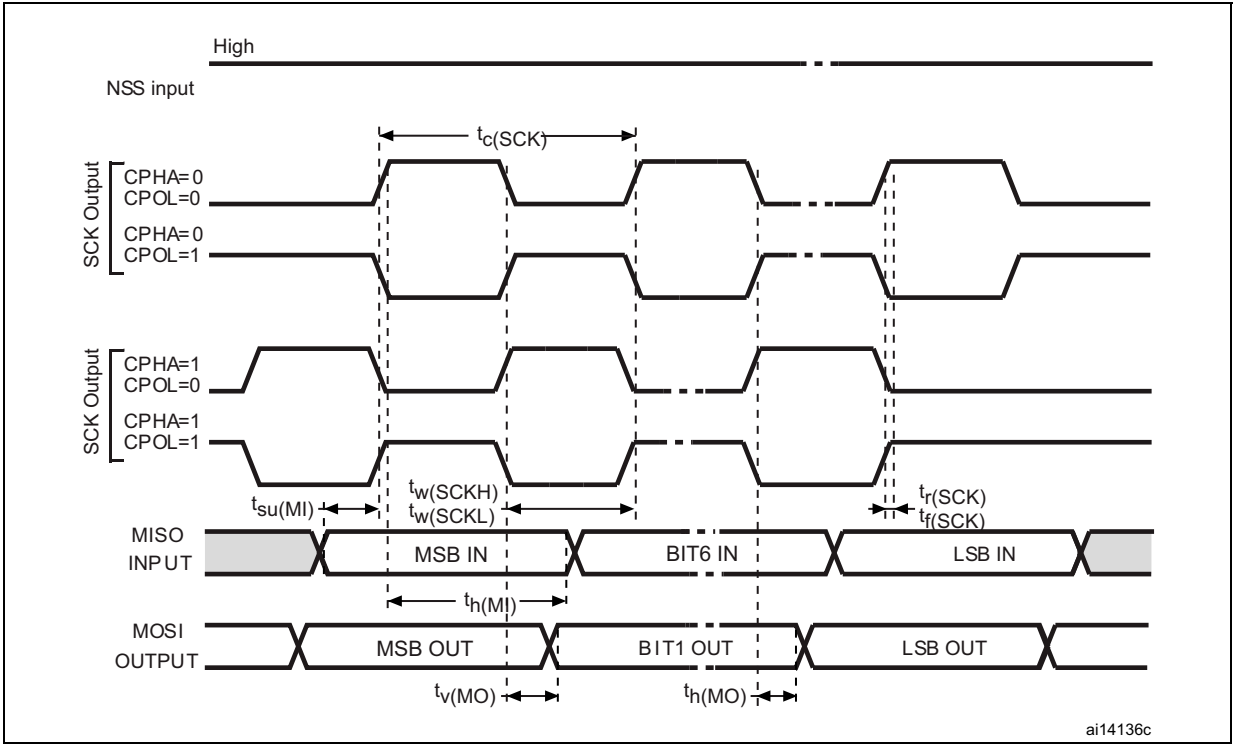 High
NSS input
tc(SCK)
SCK Output
CPHA=0
CPOL=0
CPHA=0
CPOL=1
SCK Output
CPHA=1
CPOL=0
CPHA=1
CPOL=1
tsu(MI)
tw(SCKH)
tw(SCKL)
tr(SCK)
tf(SCK)
MISO
INPUT
MSB IN
BIT6 IN
LSB IN
th(MI)
MOSI
OUTPUT
MSB OUT
BIT1 OUT
LSB OUT
tv(MO)
th(MO)
ai14136c